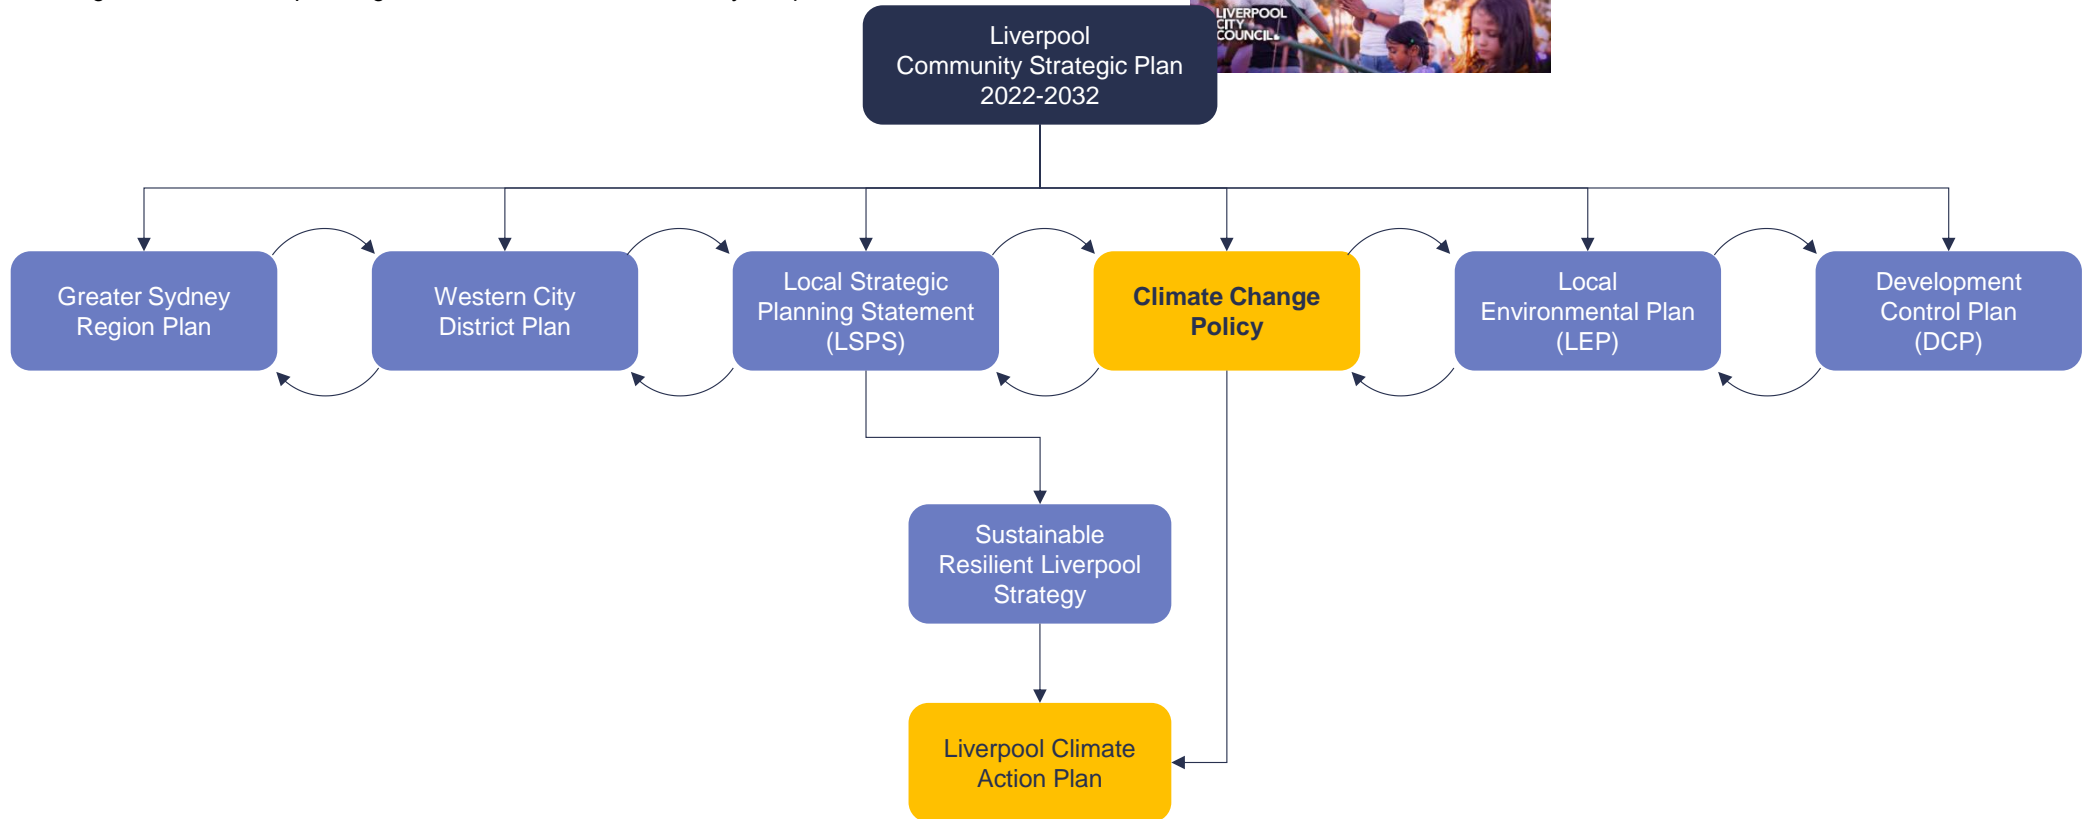 LIVERPOOL
CITY
COUNCIL
Liverpool
Community Strategic Plan
2022-2032
Greater Sydney
Region Plan
Western City
District Plan
Local Strategic
Planning Statement
(LSPS)
Climate Change
Policy
Local
Environmental Plan
(LEP)
Development
Control Plan
(DCP)
Sustainable
Resilient Liverpool
Strategy
Liverpool Climate
Action Plan